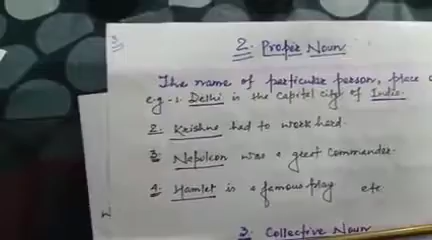 2. Proper Noun
The name of particular person, place
e.g → 1. Delhi is the capital city of India.
2. Krishna had to work hard.
3. Napoleon was a great Commander.
4. Hamlet is a famous play etc
3. Collective Noun